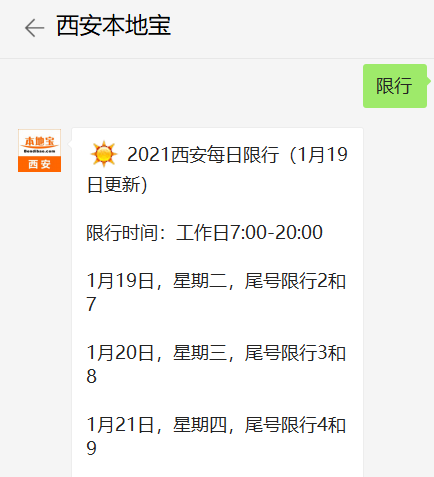 西安本地宝
限行
本地宝
Bendibao.com
西安
2021西安每日限行（1月19
日更新）
限行时间：工作日7:00-20:00
1月19日，星期二，尾号限行2和
7
1月20日，星期三，尾号限行3和
8
1月21日，星期四，尾号限行4和
9